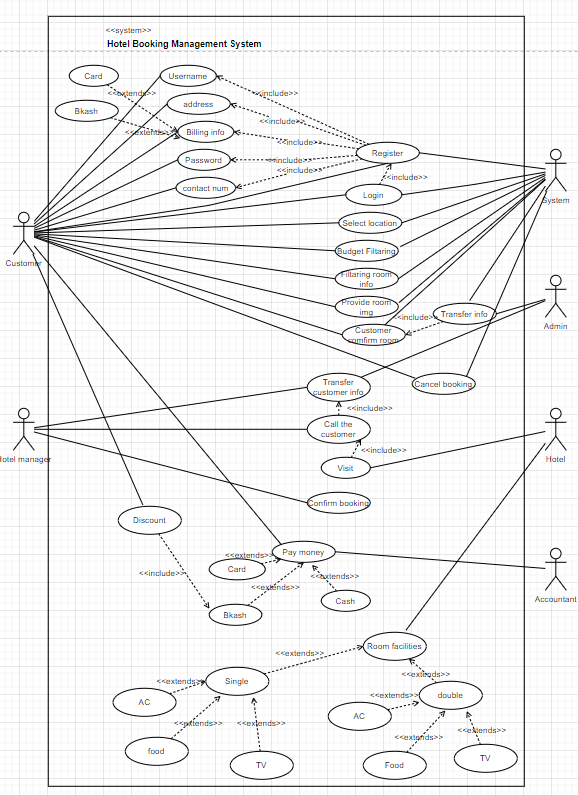 <<system>>
Hotel Booking Management System
Card
Username
<<extends>>
<<include>>
Bkash
address
<<include>>
<<extends>>
Billing info
<<include>>
Register
Password
<<include>>
<<include>>
contact num
<<include>>
Login
System
Select location
Customer
Budget Filtaring
Filtaring room
info
Provide room
img
<<include>>
Transfer info
Customer
comfirm room
Admin
Transfer
customer info
Cancel booking
<<include>>
Call the
customer
Hotel manager
<<include>>
Hotel
Visit
Confirm booking
Discount
Pay money
<<extends>>
Card
<<include>>
<<extends>>
<<extends>>
Cash
Accountant
Bkash
Room facilities
<<extends>>
<<extends>>
Single
<<extends>>
double
<<extends>>
AC
AC
<<extends>>
<<extends>>
<<extends>>
<<extends>>
food
TV
Food
TV